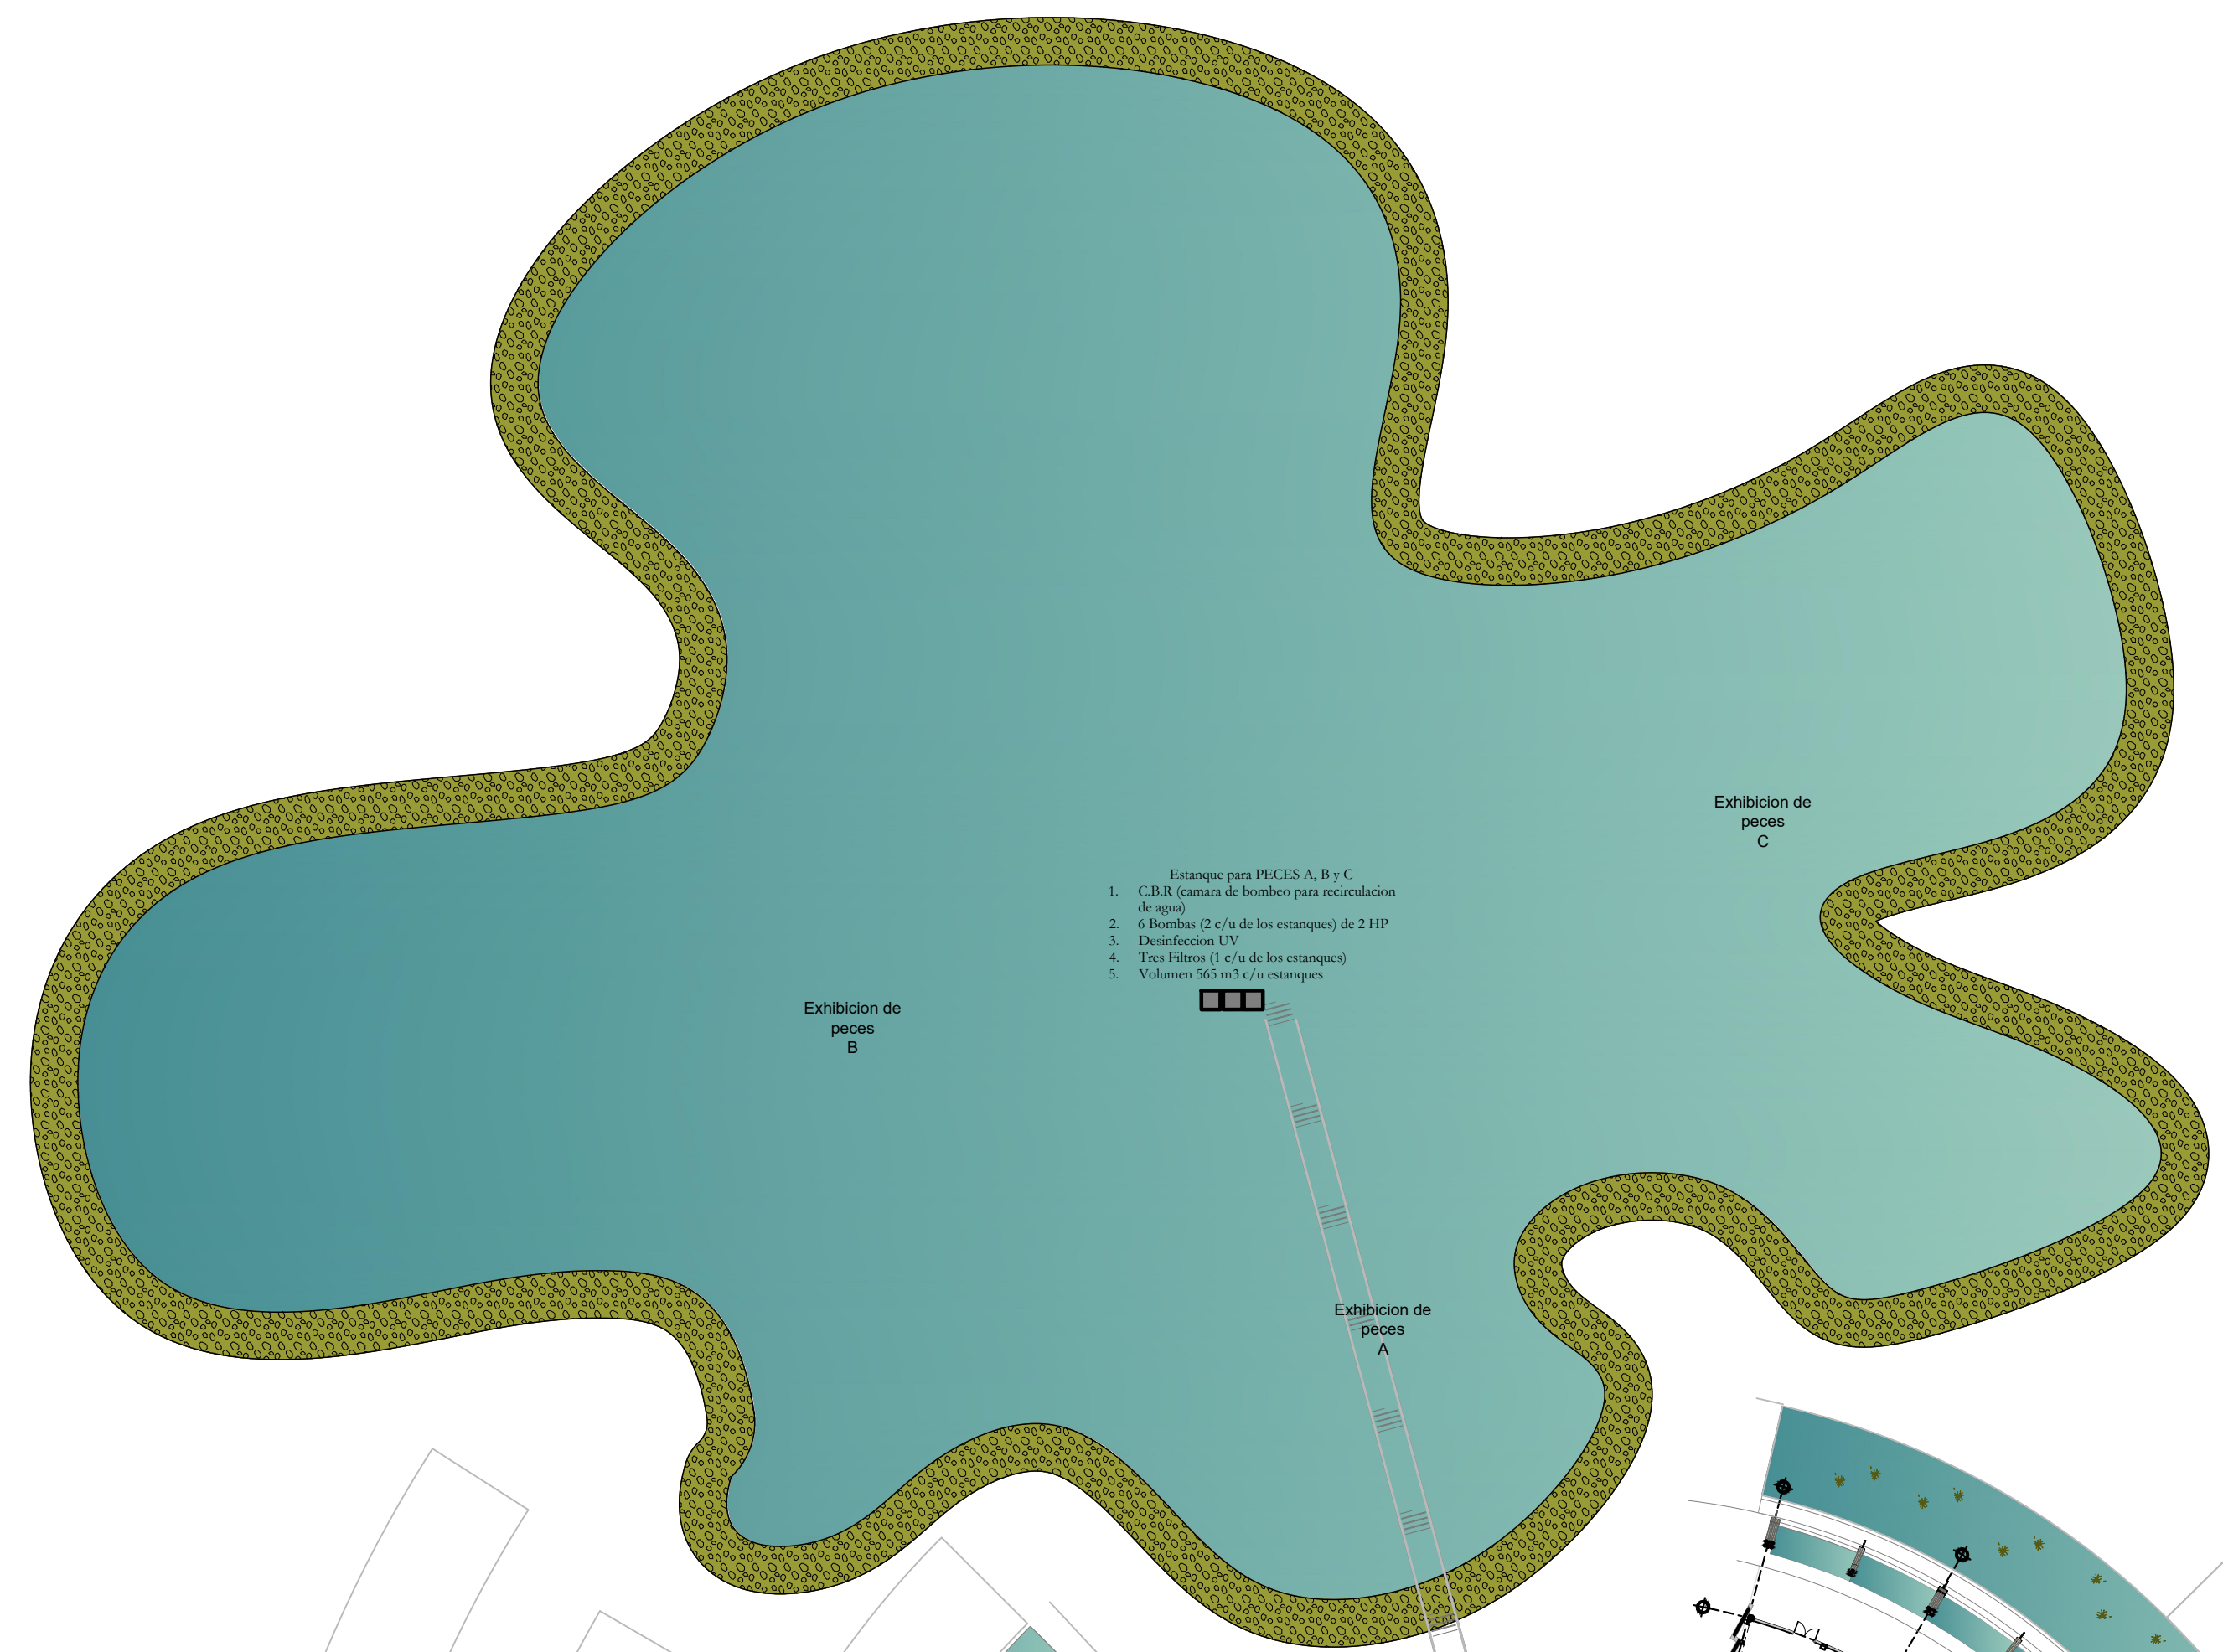 Exhibicion de
peces
C
Estanque para PECES A, B y C
1. C.B.R (camara de bombeo para recirculacion
de agua)
2. 6 Bombas (2 c/u de los estanques) de 2 HP
3. Desinfeccion UV
4. Tres Filtros (1 c/u de los estanques)
5. Volumen 565 m3 c/u estanques
Exhibicion de
peces
B
Exhibicion de
peces
A